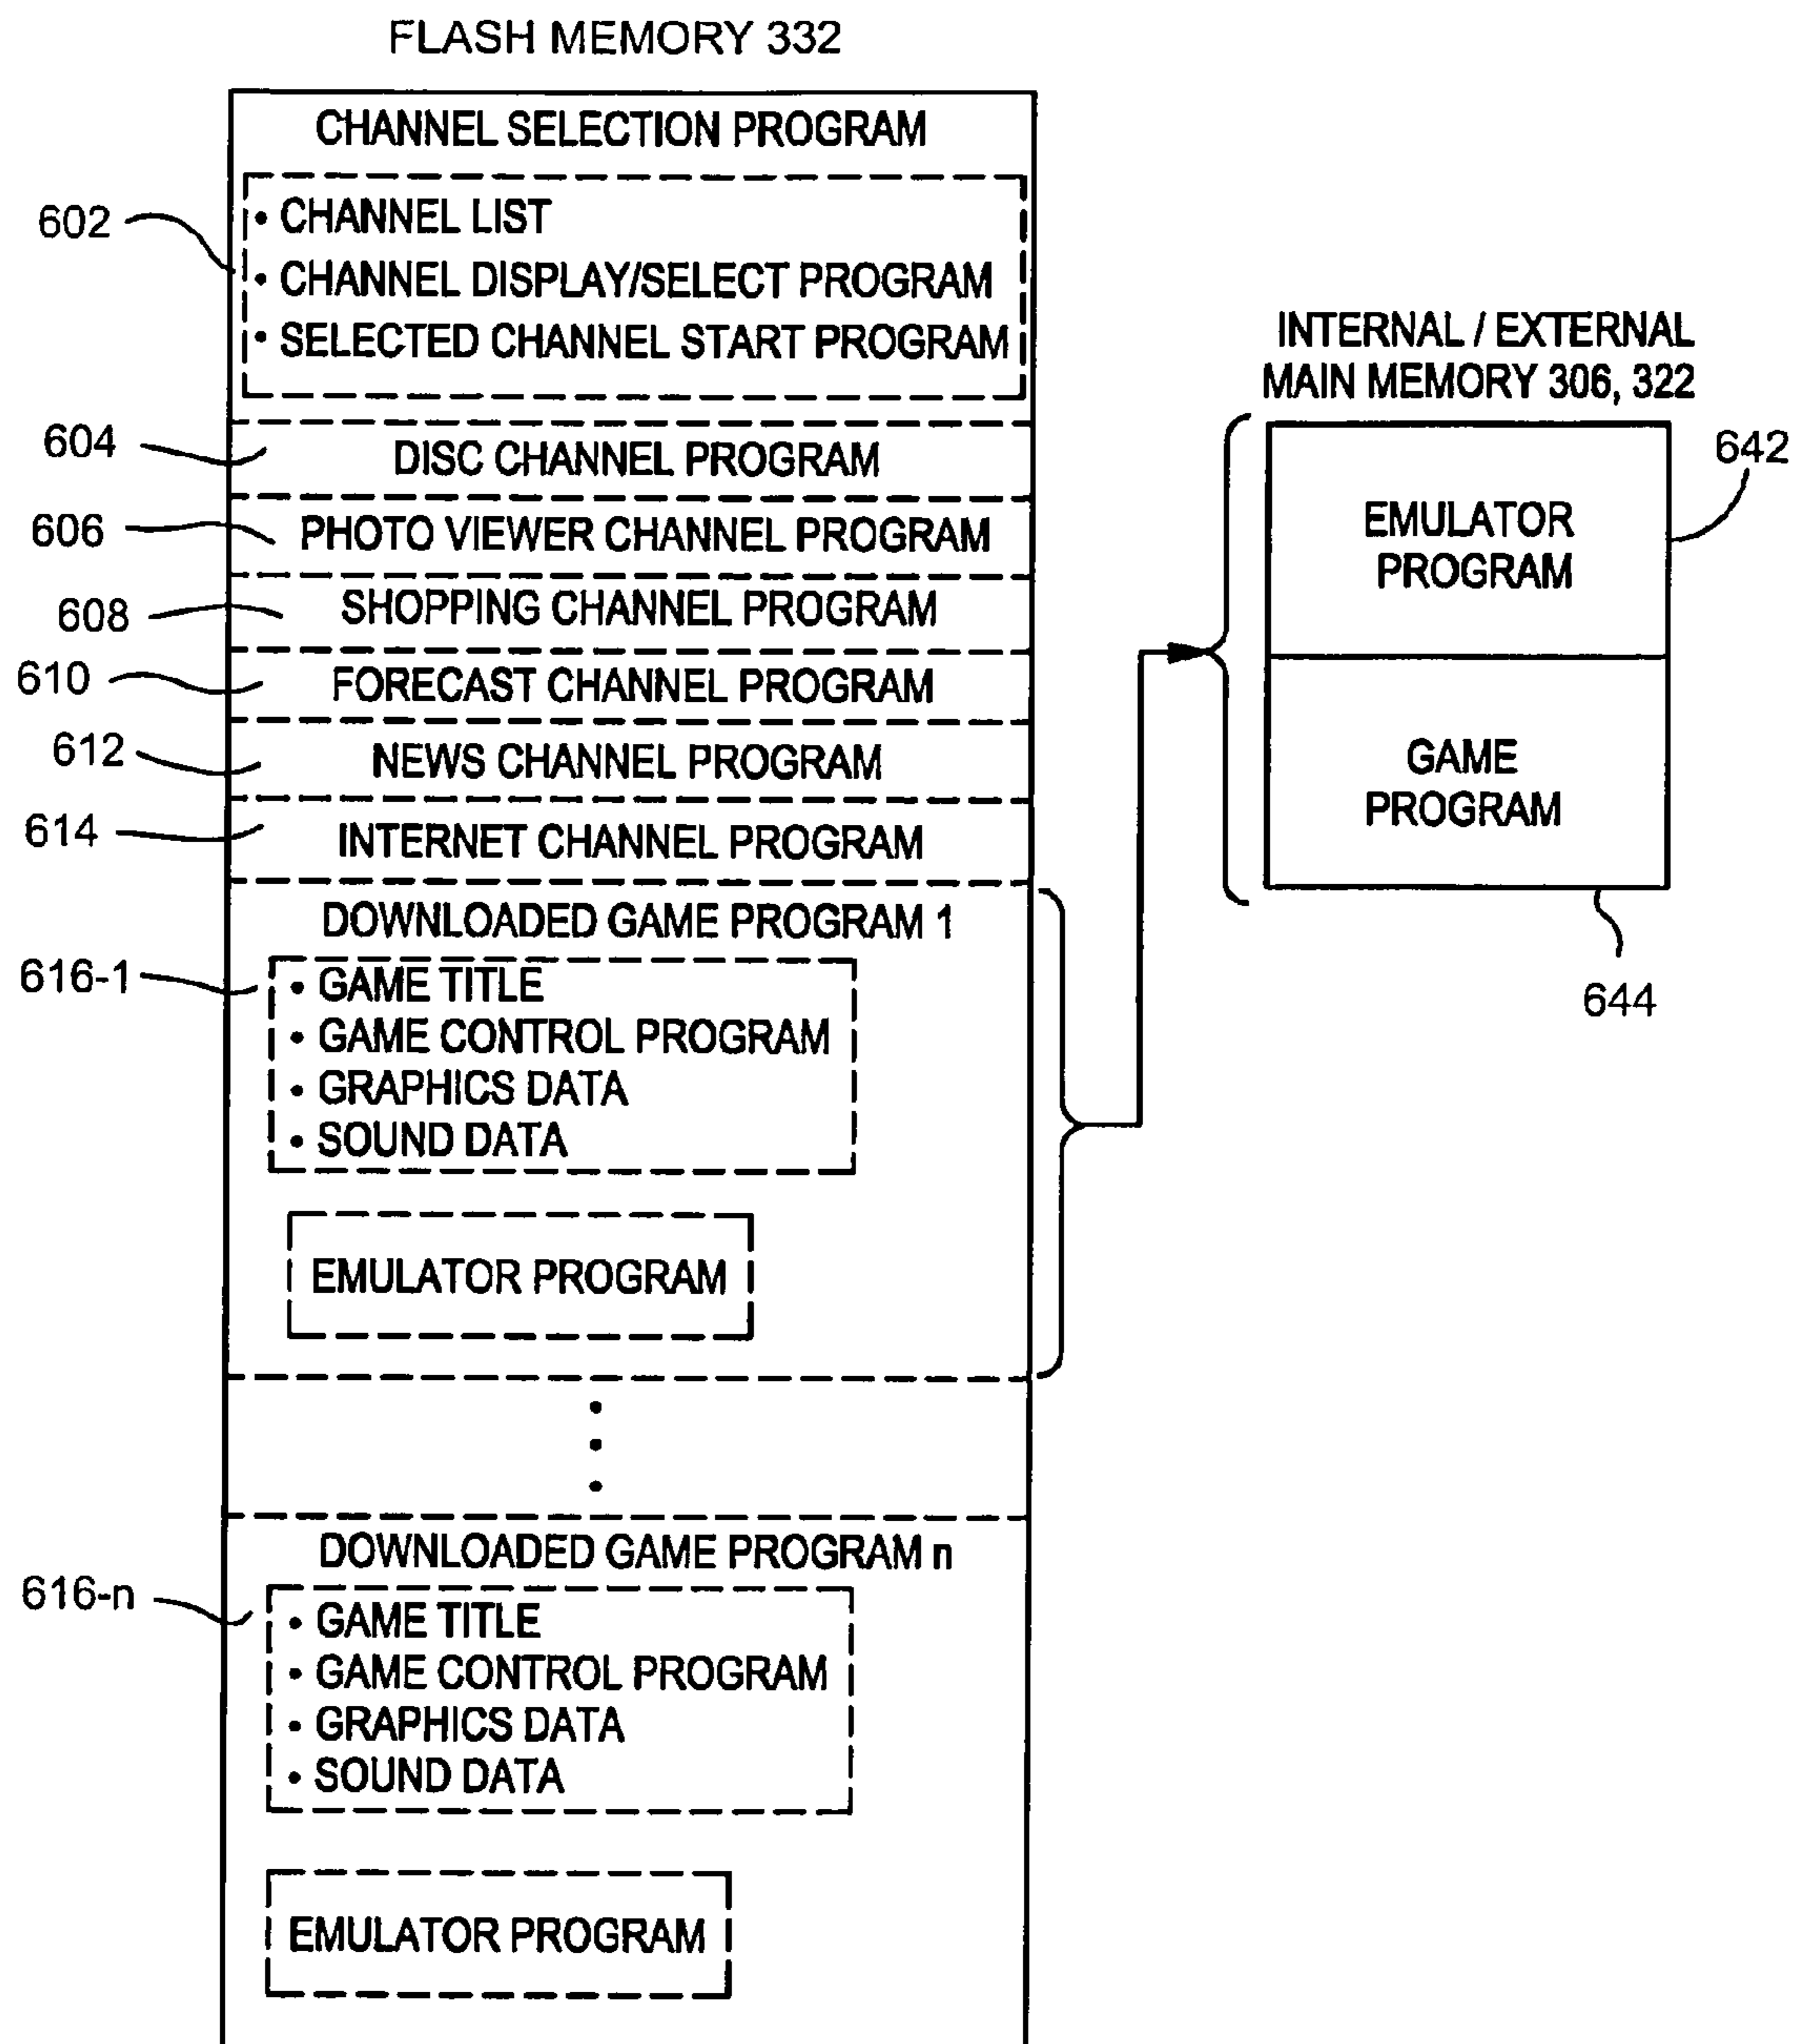 FLASH MEMORY 332
CHANNEL SELECTION PROGRAM
602
• CHANNEL LIST
• CHANNEL DISPLAY/SELECT PROGRAM
• SELECTED CHANNEL START PROGRAM
604
DISC CHANNEL PROGRAM
606
PHOTO VIEWER CHANNEL PROGRAM
608
SHOPPING CHANNEL PROGRAM
610
FORECAST CHANNEL PROGRAM
612
NEWS CHANNEL PROGRAM
614
INTERNET CHANNEL PROGRAM
DOWNLOADED GAME PROGRAM 1
616-1
• GAME TITLE
• GAME CONTROL PROGRAM
• GRAPHICS DATA
• SOUND DATA
EMULATOR PROGRAM
DOWNLOADED GAME PROGRAM n
616-n
• GAME TITLE
• GAME CONTROL PROGRAM
• GRAPHICS DATA
• SOUND DATA
EMULATOR PROGRAM
INTERNAL / EXTERNAL
MAIN MEMORY 306, 322
642
EMULATOR
PROGRAM
GAME
PROGRAM
644